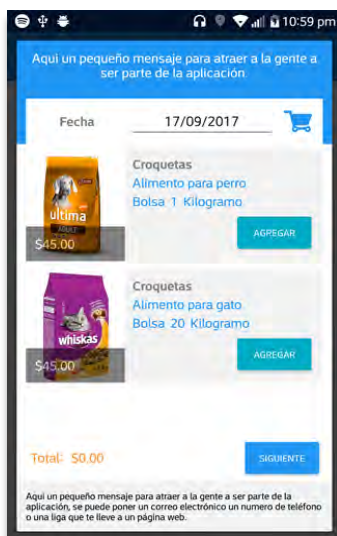 10:59 pm
Aqui un pequeño mensaje para atraer a la gente a
ser parte de la aplicación
Fecha
17/09/2017
Croquetas
Alimento para perro
Bolsa 1 Kilogramo
ultima
ADULT
$45.00
AGREGAR
Croquetas
Alimento para gato
Bolsa 20 Kilogramo
whiskas
$45.00
AGREGAR
Total: $0.00
SIGUIENTE
Aqui un pequeño mensaje para atraer a la gente a ser parte de la
aplicación, se puede poner un correo electrónico un numero de teléfono
o una liga que te lleve a un página web.